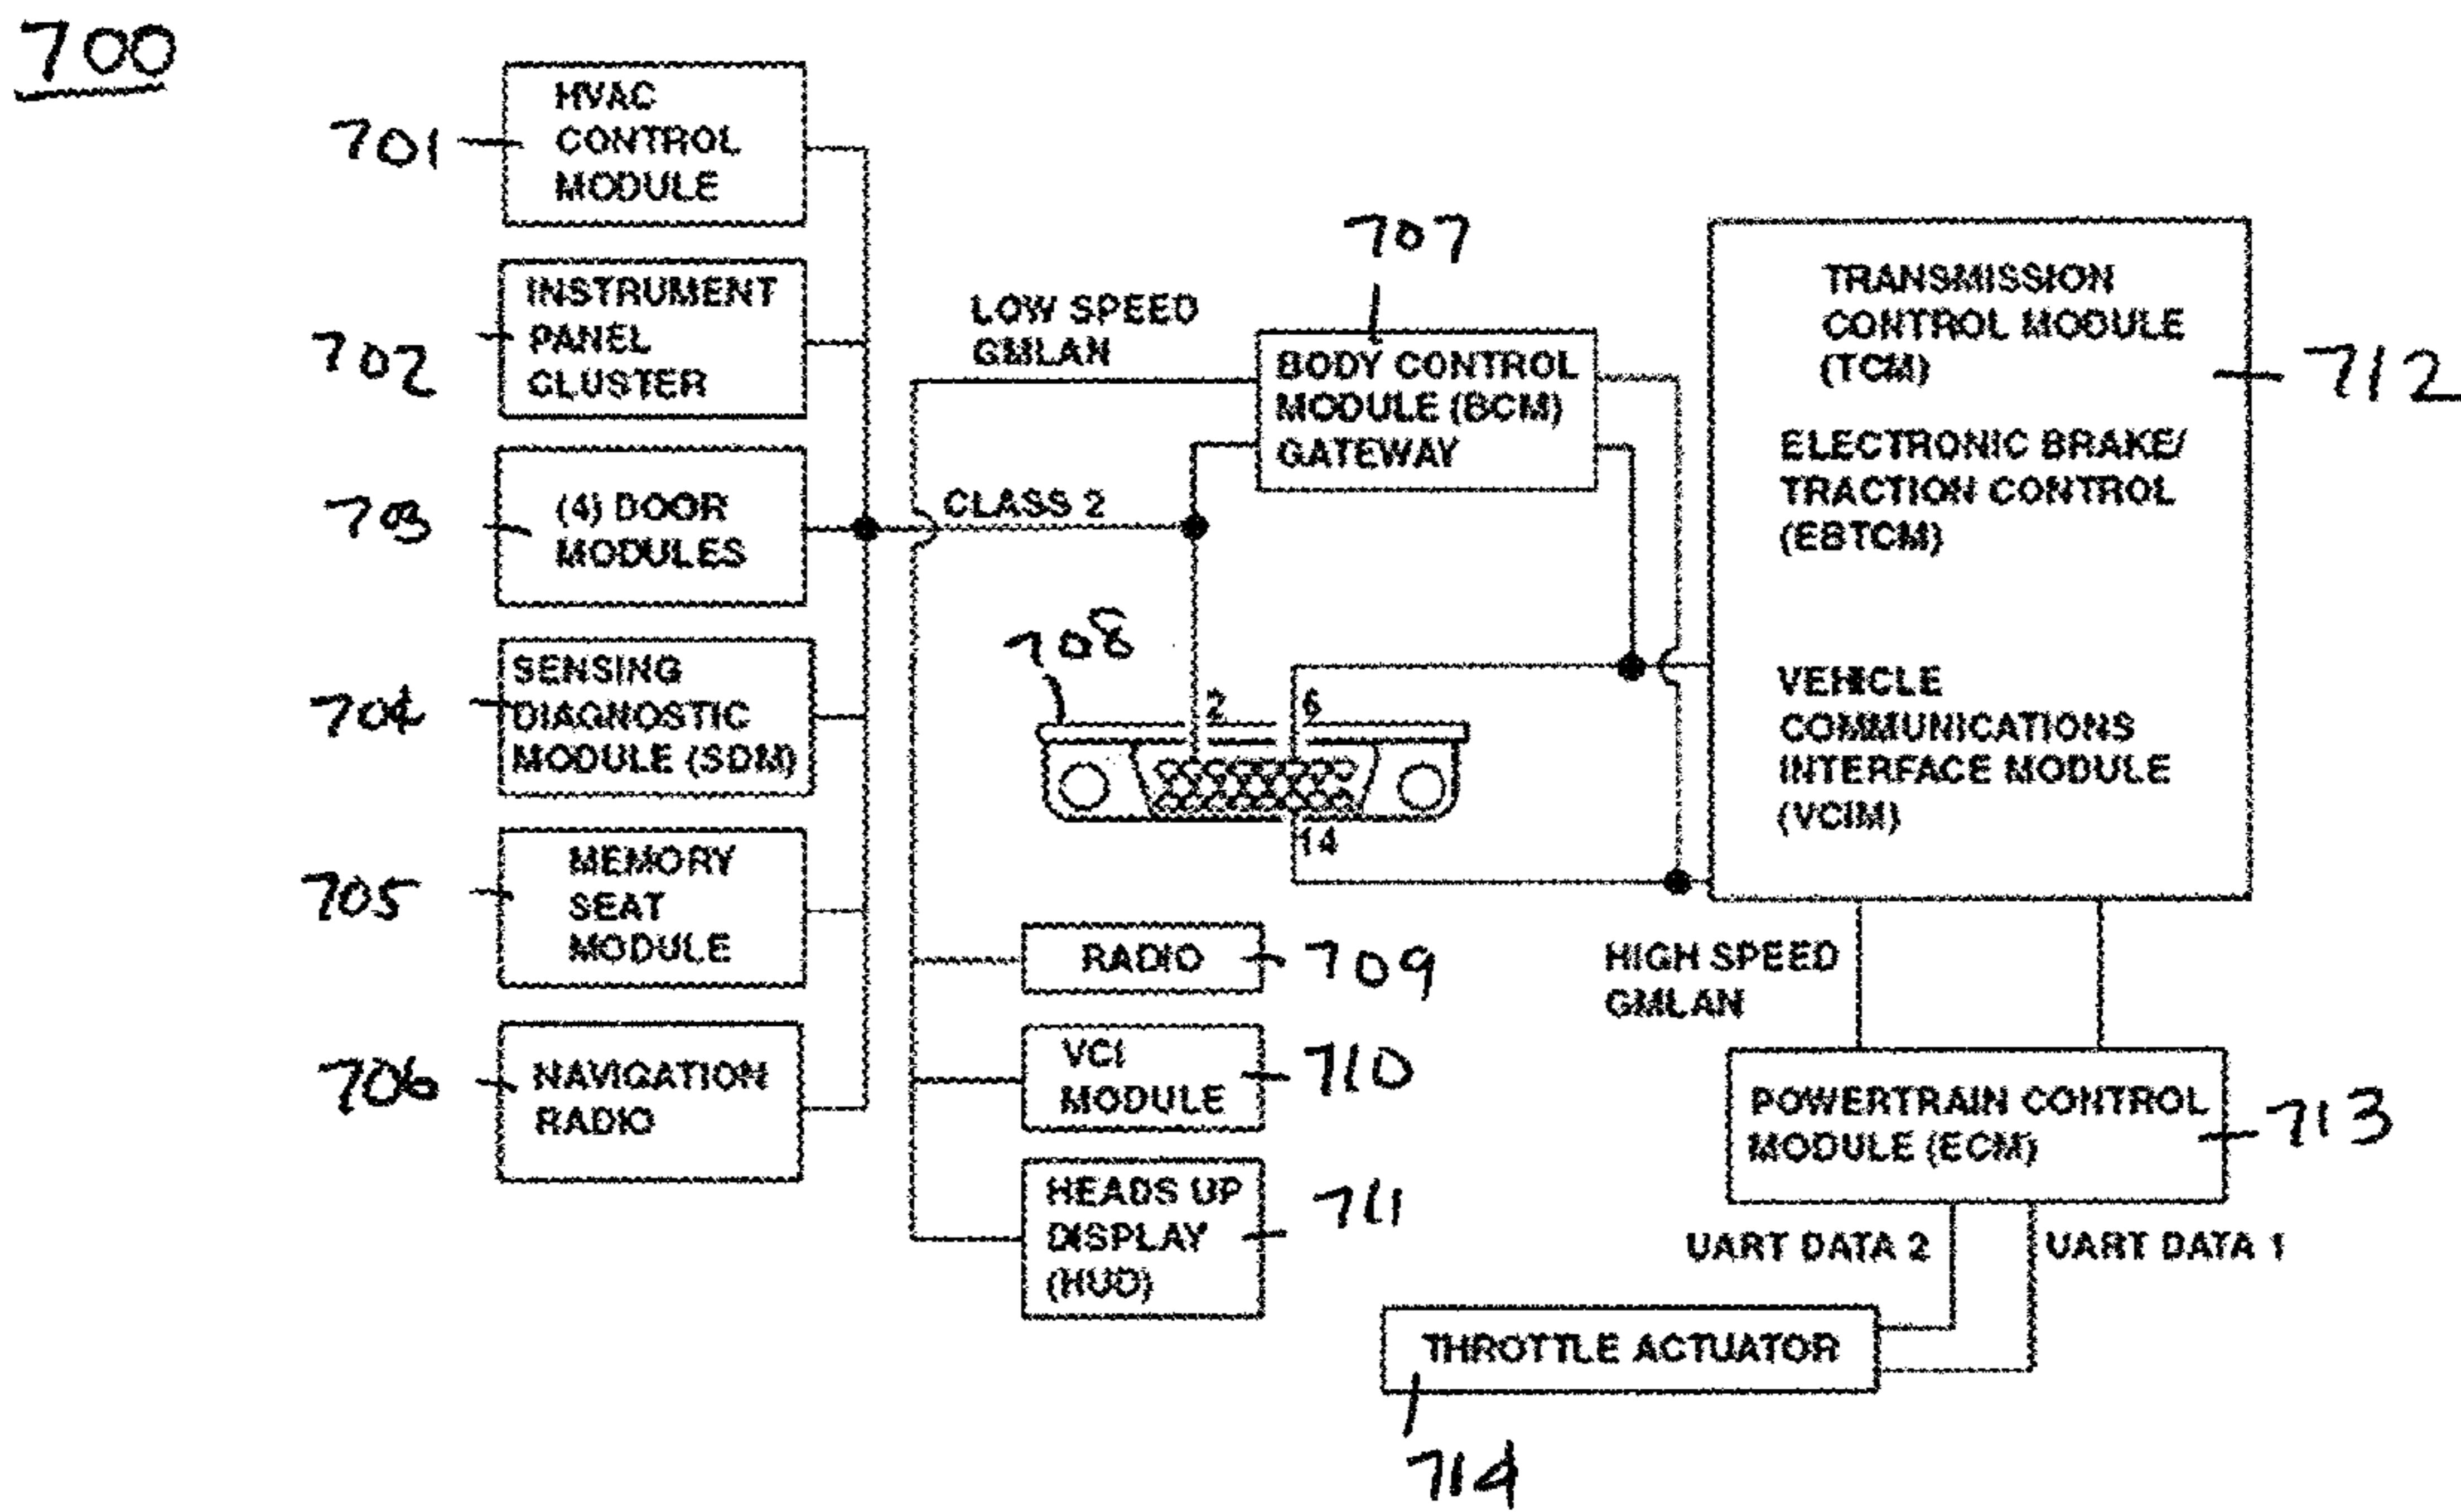 700
701
HVAC
CONTROL
MODULE
702
INSTRUMENT
PANEL
CLUSTER
703
(4) DOOR
MODULES
704
SENSING
DIAGNOSTIC
MODULE (SDM)
705
MEMORY
SEAT
MODULE
706
NAVIGATION
RADIO
LOW SPEED
GMLAN
CLASS 2
707
BODY CONTROL
MODULE (BCM)
GATEWAY
708
2
6
14
RADIO
709
VCI
MODULE
710
HEADS UP
DISPLAY
(HUD)
711
TRANSMISSION
CONTROL MODULE
(TCM)
ELECTRONIC BRAKE/
TRACTION CONTROL
(EBTCM)
VEHICLE
COMMUNICATIONS
INTERFACE MODULE
(VCIM)
712
HIGH SPEED
GMLAN
POWERTRAIN CONTROL
MODULE (ECM)
713
UART DATA 2
UART DATA 1
THROTTLE ACTUATOR
714